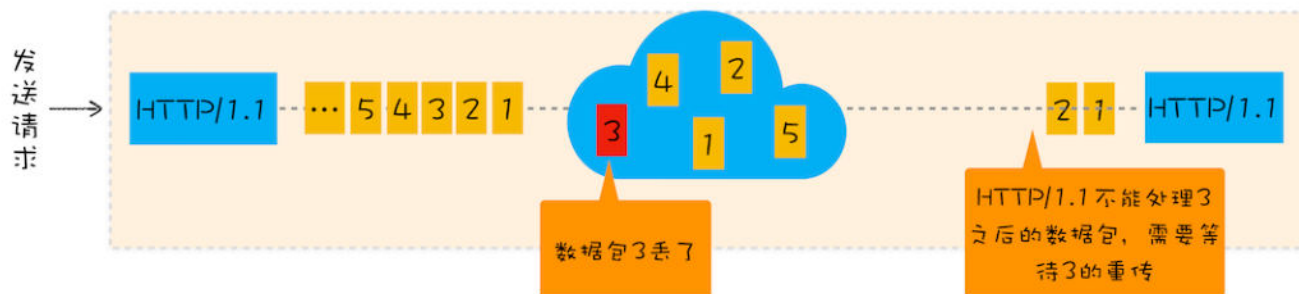 发送请求
HTTP/1.1
… 5 4 3 2 1
4
2
3
1
5
2 1
HTTP/1.1
数据包3丢了
HTTP/1.1不能处理3
之后的数据包，需要等
待3的重传